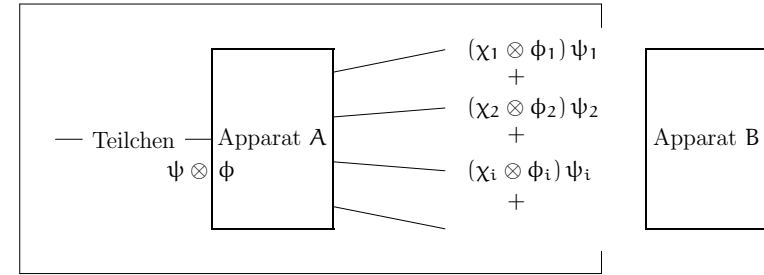 (χ₁ ⊗ ϕ₁) ψ₁
+
(χ₂ ⊗ ϕ₂) ψ₂
+
— Teilchen — Apparat A
Apparat B
ψ ⊗ ϕ
(χᵢ ⊗ ϕᵢ) ψᵢ
+